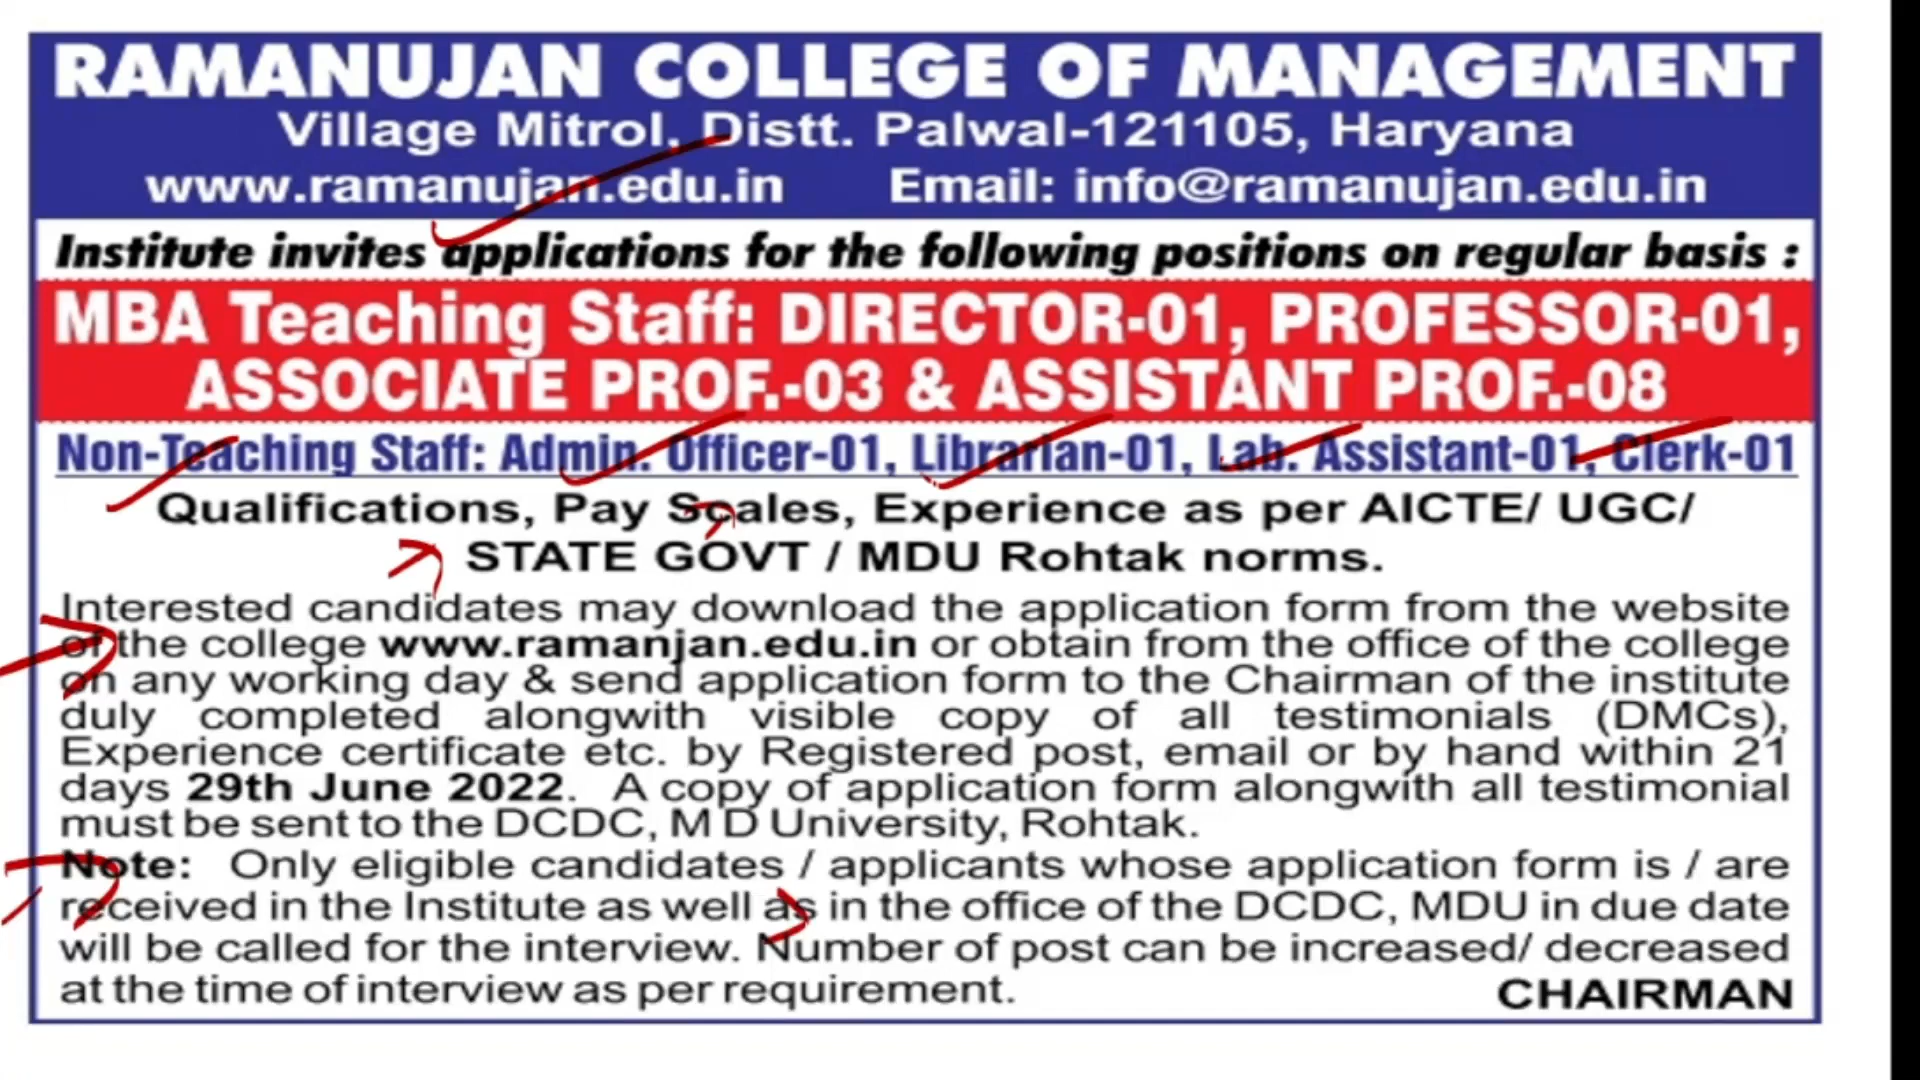 RAMANUJAN COLLEGE OF MANAGEMENT
Village Mitrol, Distt. Palwal-121105, Haryana
www.ramanujan.edu.in Email: info@ramanujan.edu.in
Institute invites applications for the following positions on regular basis :
MBA Teaching Staff: DIRECTOR-01, PROFESSOR-01,
ASSOCIATE PROF.-03 & ASSISTANT PROF.-08
Non-Teaching Staff: Admin. Officer-01, Librarian-01, Lab. Assistant-01, Clerk-01
Qualifications, Pay Scales, Experience as per AICTE/ UGC/
STATE GOVT / MDU Rohtak norms.
Interested candidates may download the application form from the website
of the college www.ramanjan.edu.in or obtain from the office of the college
on any working day & send application form to the Chairman of the institute
duly completed alongwith visible copy of all testimonials (DMCs),
Experience certificate etc. by Registered post, email or by hand within 21
days 29th June 2022. A copy of application form alongwith all testimonial
must be sent to the DCDC, M D University, Rohtak.
Note: Only eligible candidates / applicants whose application form is / are
received in the Institute as well as in the office of the DCDC, MDU in due date
will be called for the interview. Number of post can be increased/ decreased
at the time of interview as per requirement.
CHAIRMAN